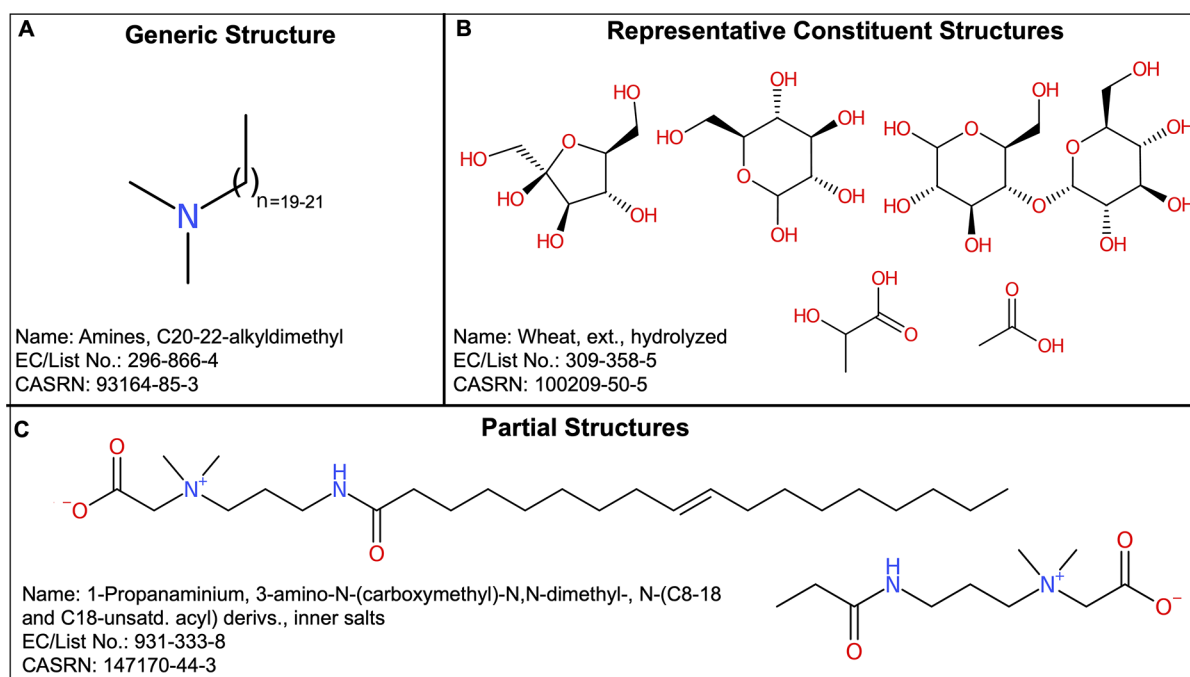 A
Generic Structure
N
( )n=19-21
Name: Amines, C20-22-alkyldimethyl
EC/List No.: 296-866-4
CASRN: 93164-85-3
B
Representative Constituent Structures
HO
HO
O
HO
OH
HO
OH
HO
OH
O
OH
OH
HO
O
OH
HO
OH
O
OH
O
OH
OH
OH
OH
HO
OH
O
O
OH
Name: Wheat, ext., hydrolyzed
EC/List No.: 309-358-5
CASRN: 100209-50-5
C
Partial Structures
O
⁻O
N⁺
H
N
O
Name: 1-Propanaminium, 3-amino-N-(carboxymethyl)-N,N-dimethyl-, N-(C8-18
and C18-unsatd. acyl) derivs., inner salts
EC/List No.: 931-333-8
CASRN: 147170-44-3
H
N
O
N⁺
O
O⁻